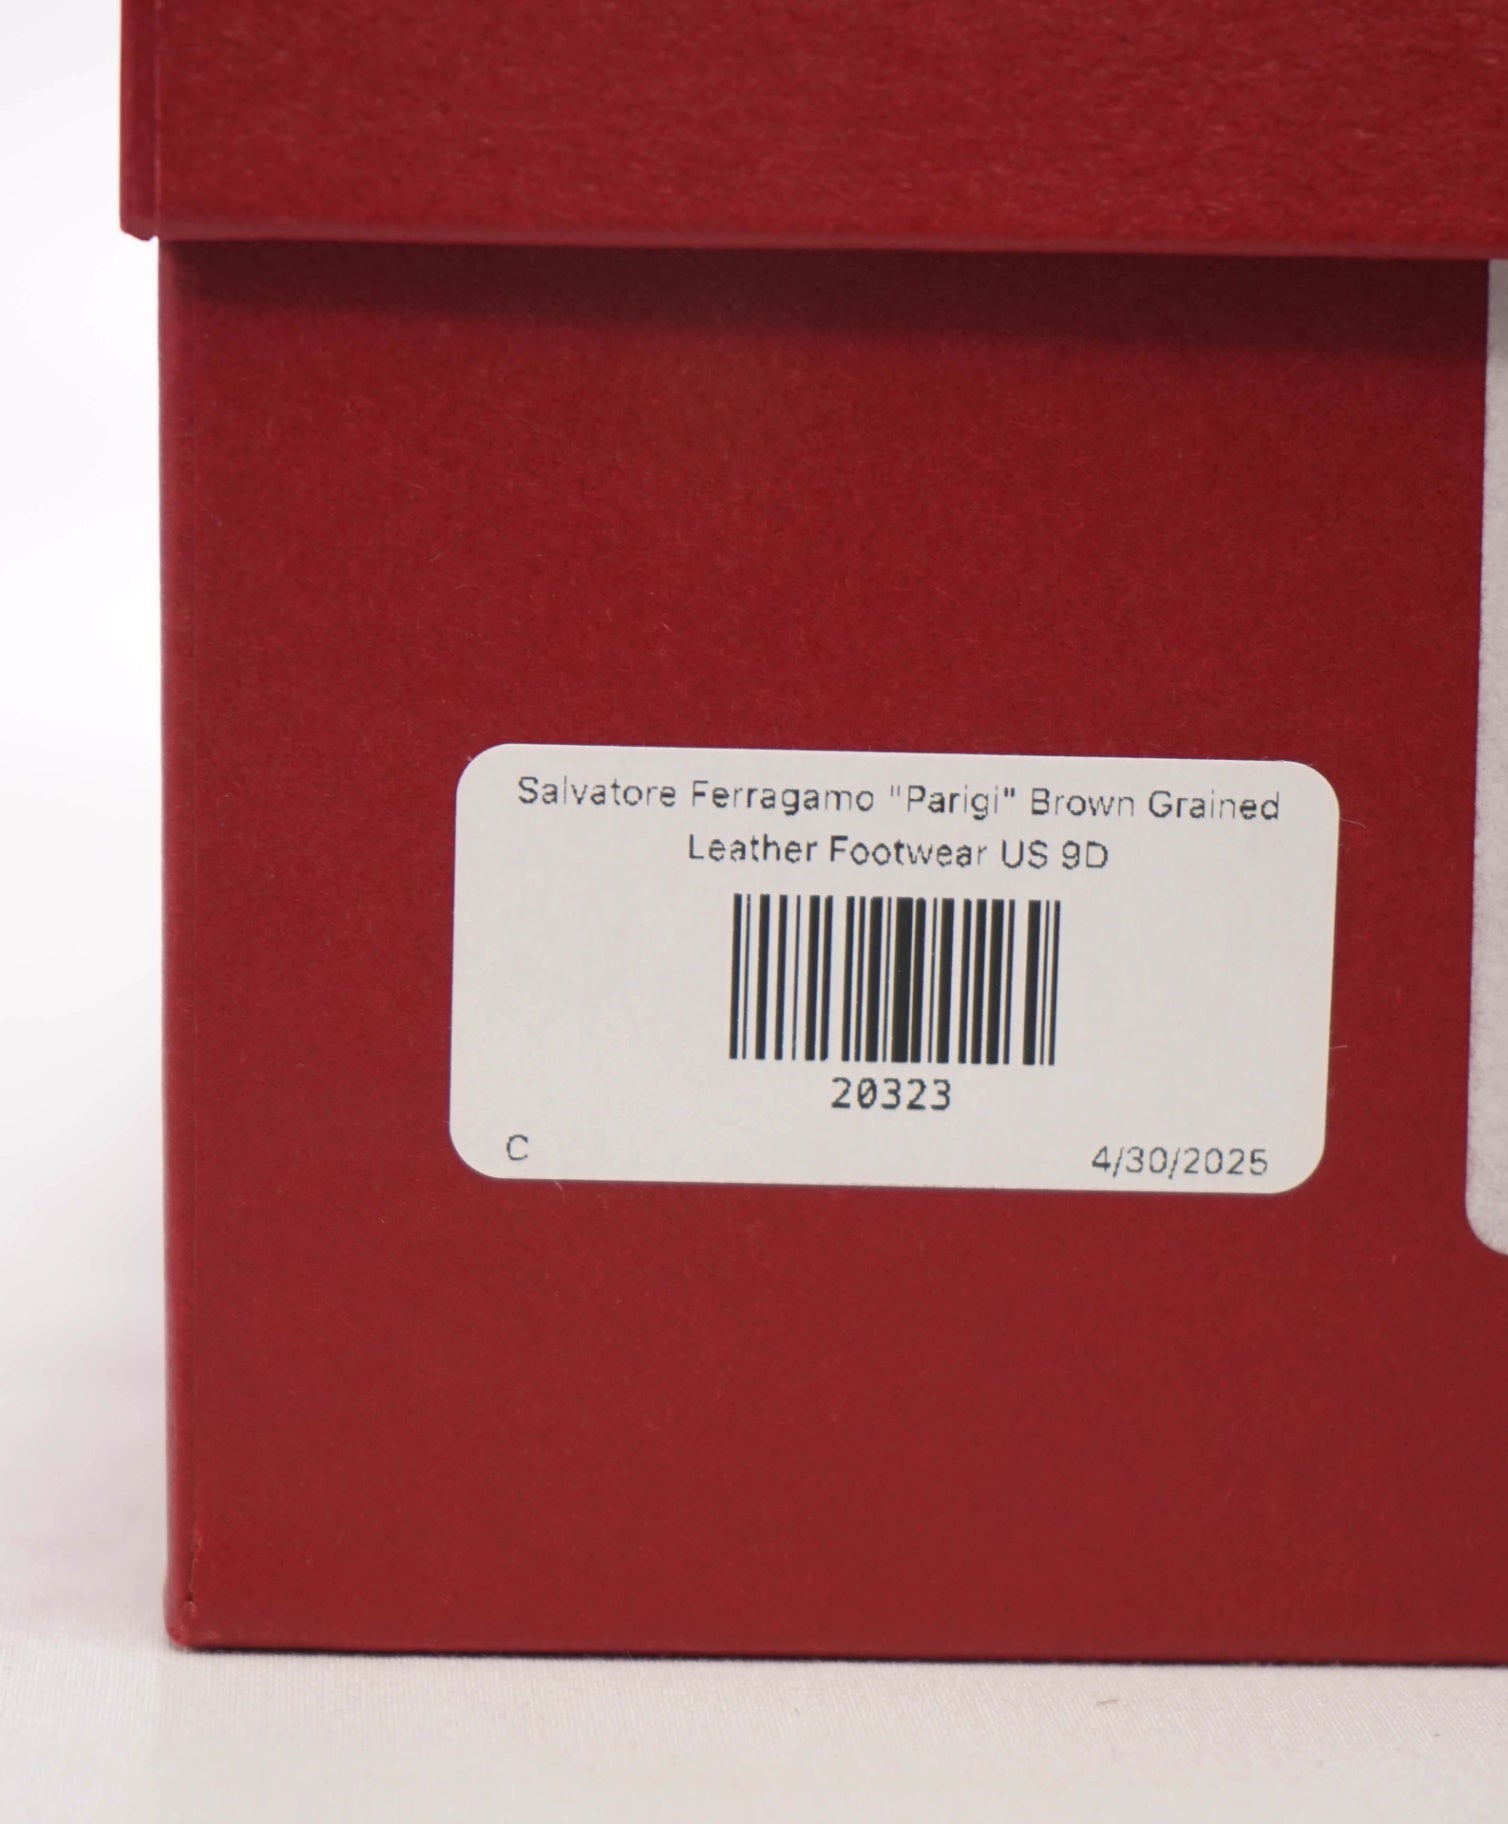 Salvatore Ferragamo "Parigi" Brown Grained
Leather Footwear US 9D
20323
C
4/30/2025